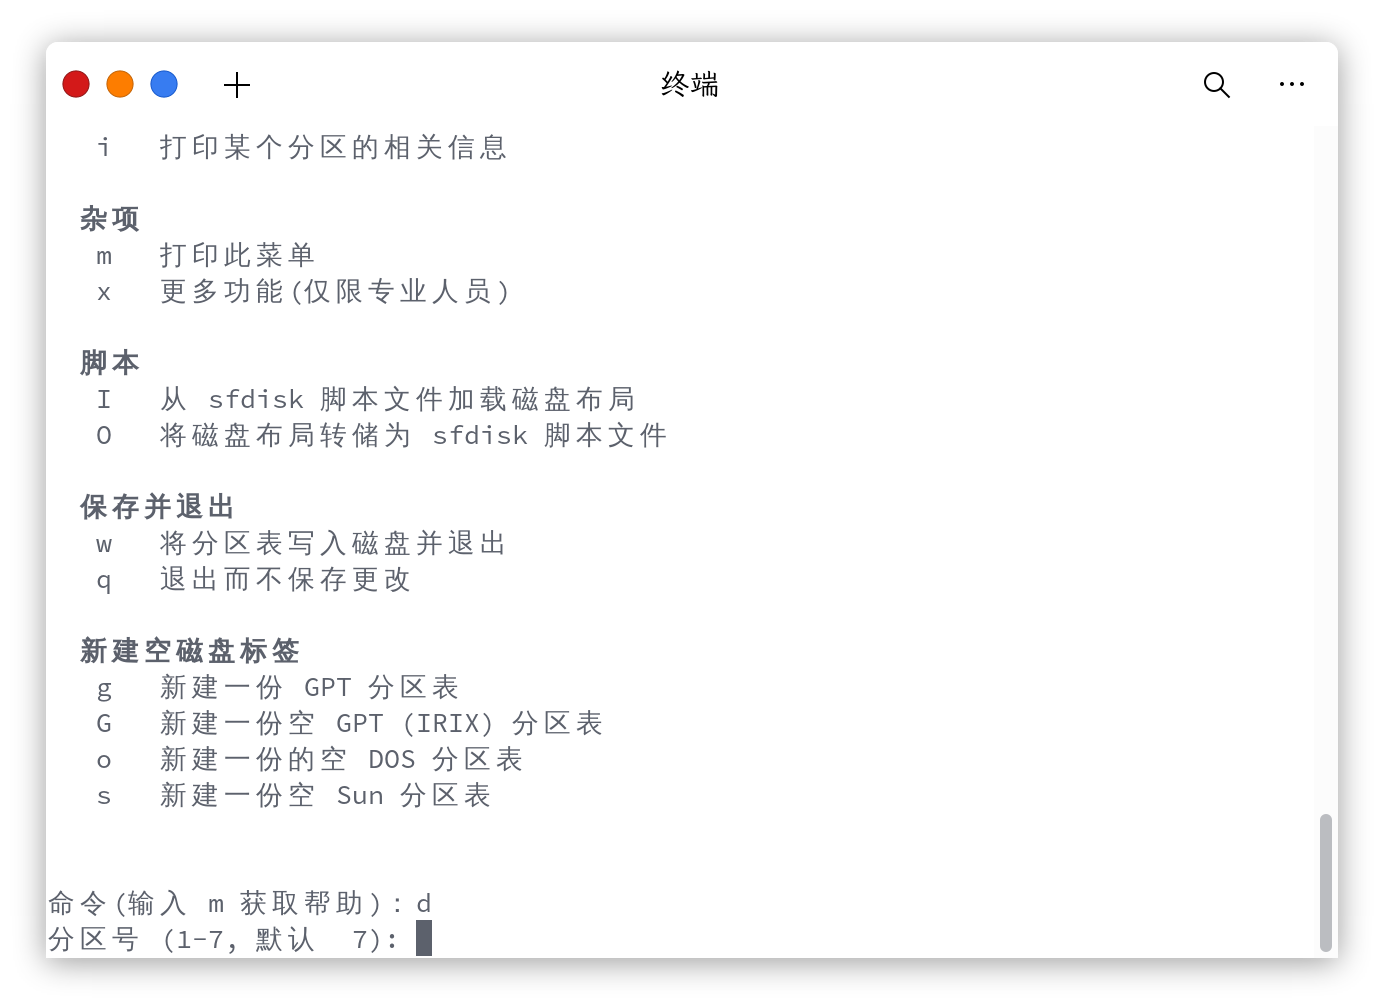 终端
i 打印某个分区的相关信息
杂项
m 打印此菜单
x 更多功能(仅限专业人员)
脚本
I 从 sfdisk 脚本文件加载磁盘布局
O 将磁盘布局转储为 sfdisk 脚本文件
保存并退出
w 将分区表写入磁盘并退出
q 退出而不保存更改
新建空磁盘标签
g 新建一份 GPT 分区表
G 新建一份空 GPT (IRIX) 分区表
o 新建一份的空 DOS 分区表
s 新建一份空 Sun 分区表
命令(输入 m 获取帮助)：d
分区号 (1-7, 默认  7):